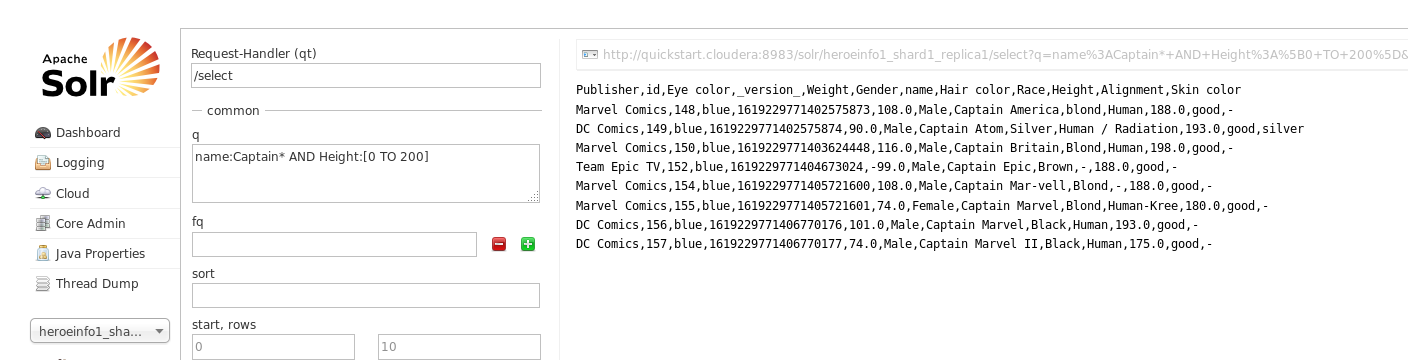 Apache
Solr
Dashboard
Logging
Cloud
Core Admin
Java Properties
Thread Dump
heroeinfo1_sha...
Request-Handler (qt)
/select
common
q
name:Captain* AND Height:[0 TO 200]
fq
sort
start, rows
0 10
http://quickstart.cloudera:8983/solr/heroeinfo1_shard1_replica1/select?q=name%3ACaptain*+AND+Height%3A%5B0+TO+200%5D&
Publisher,id,Eye color,_version_,Weight,Gender,name,Hair color,Race,Height,Alignment,Skin color
Marvel Comics,148,blue,1619229771402575873,108.0,Male,Captain America,blond,Human,188.0,good,-
DC Comics,149,blue,1619229771402575874,90.0,Male,Captain Atom,Silver,Human / Radiation,193.0,good,silver
Marvel Comics,150,blue,1619229771403624448,116.0,Male,Captain Britain,Blond,Human,198.0,good,-
Team Epic TV,152,blue,1619229771404673024,-99.0,Male,Captain Epic,Brown,-,188.0,good,-
Marvel Comics,154,blue,1619229771405721600,108.0,Male,Captain Mar-vell,Blond,-,188.0,good,-
Marvel Comics,155,blue,1619229771405721601,74.0,Female,Captain Marvel,Blond,Human-Kree,180.0,good,-
DC Comics,156,blue,1619229771406770176,101.0,Male,Captain Marvel,Black,Human,193.0,good,-
DC Comics,157,blue,1619229771406770177,74.0,Male,Captain Marvel II,Black,Human,175.0,good,-